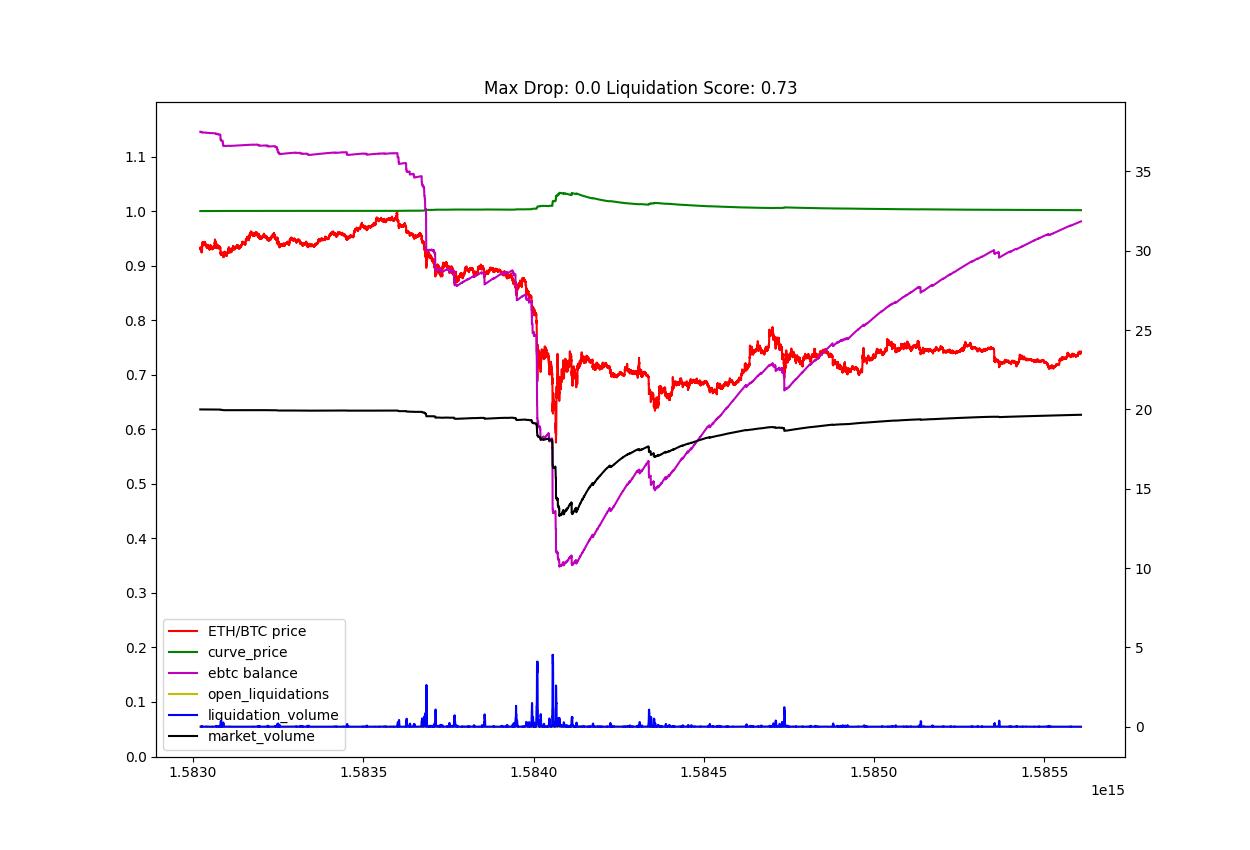 Max Drop: 0.0 Liquidation Score: 0.73
1.1
1.0
0.9
0.8
0.7
0.6
0.5
0.4
0.3
0.2
0.1
0.0
35
30
25
20
15
10
5
0
ETH/BTC price
curve_price
ebtc balance
open_liquidations
liquidation_volume
market_volume
1.5830 1.5835 1.5840 1.5845 1.5850 1.5855
1e15